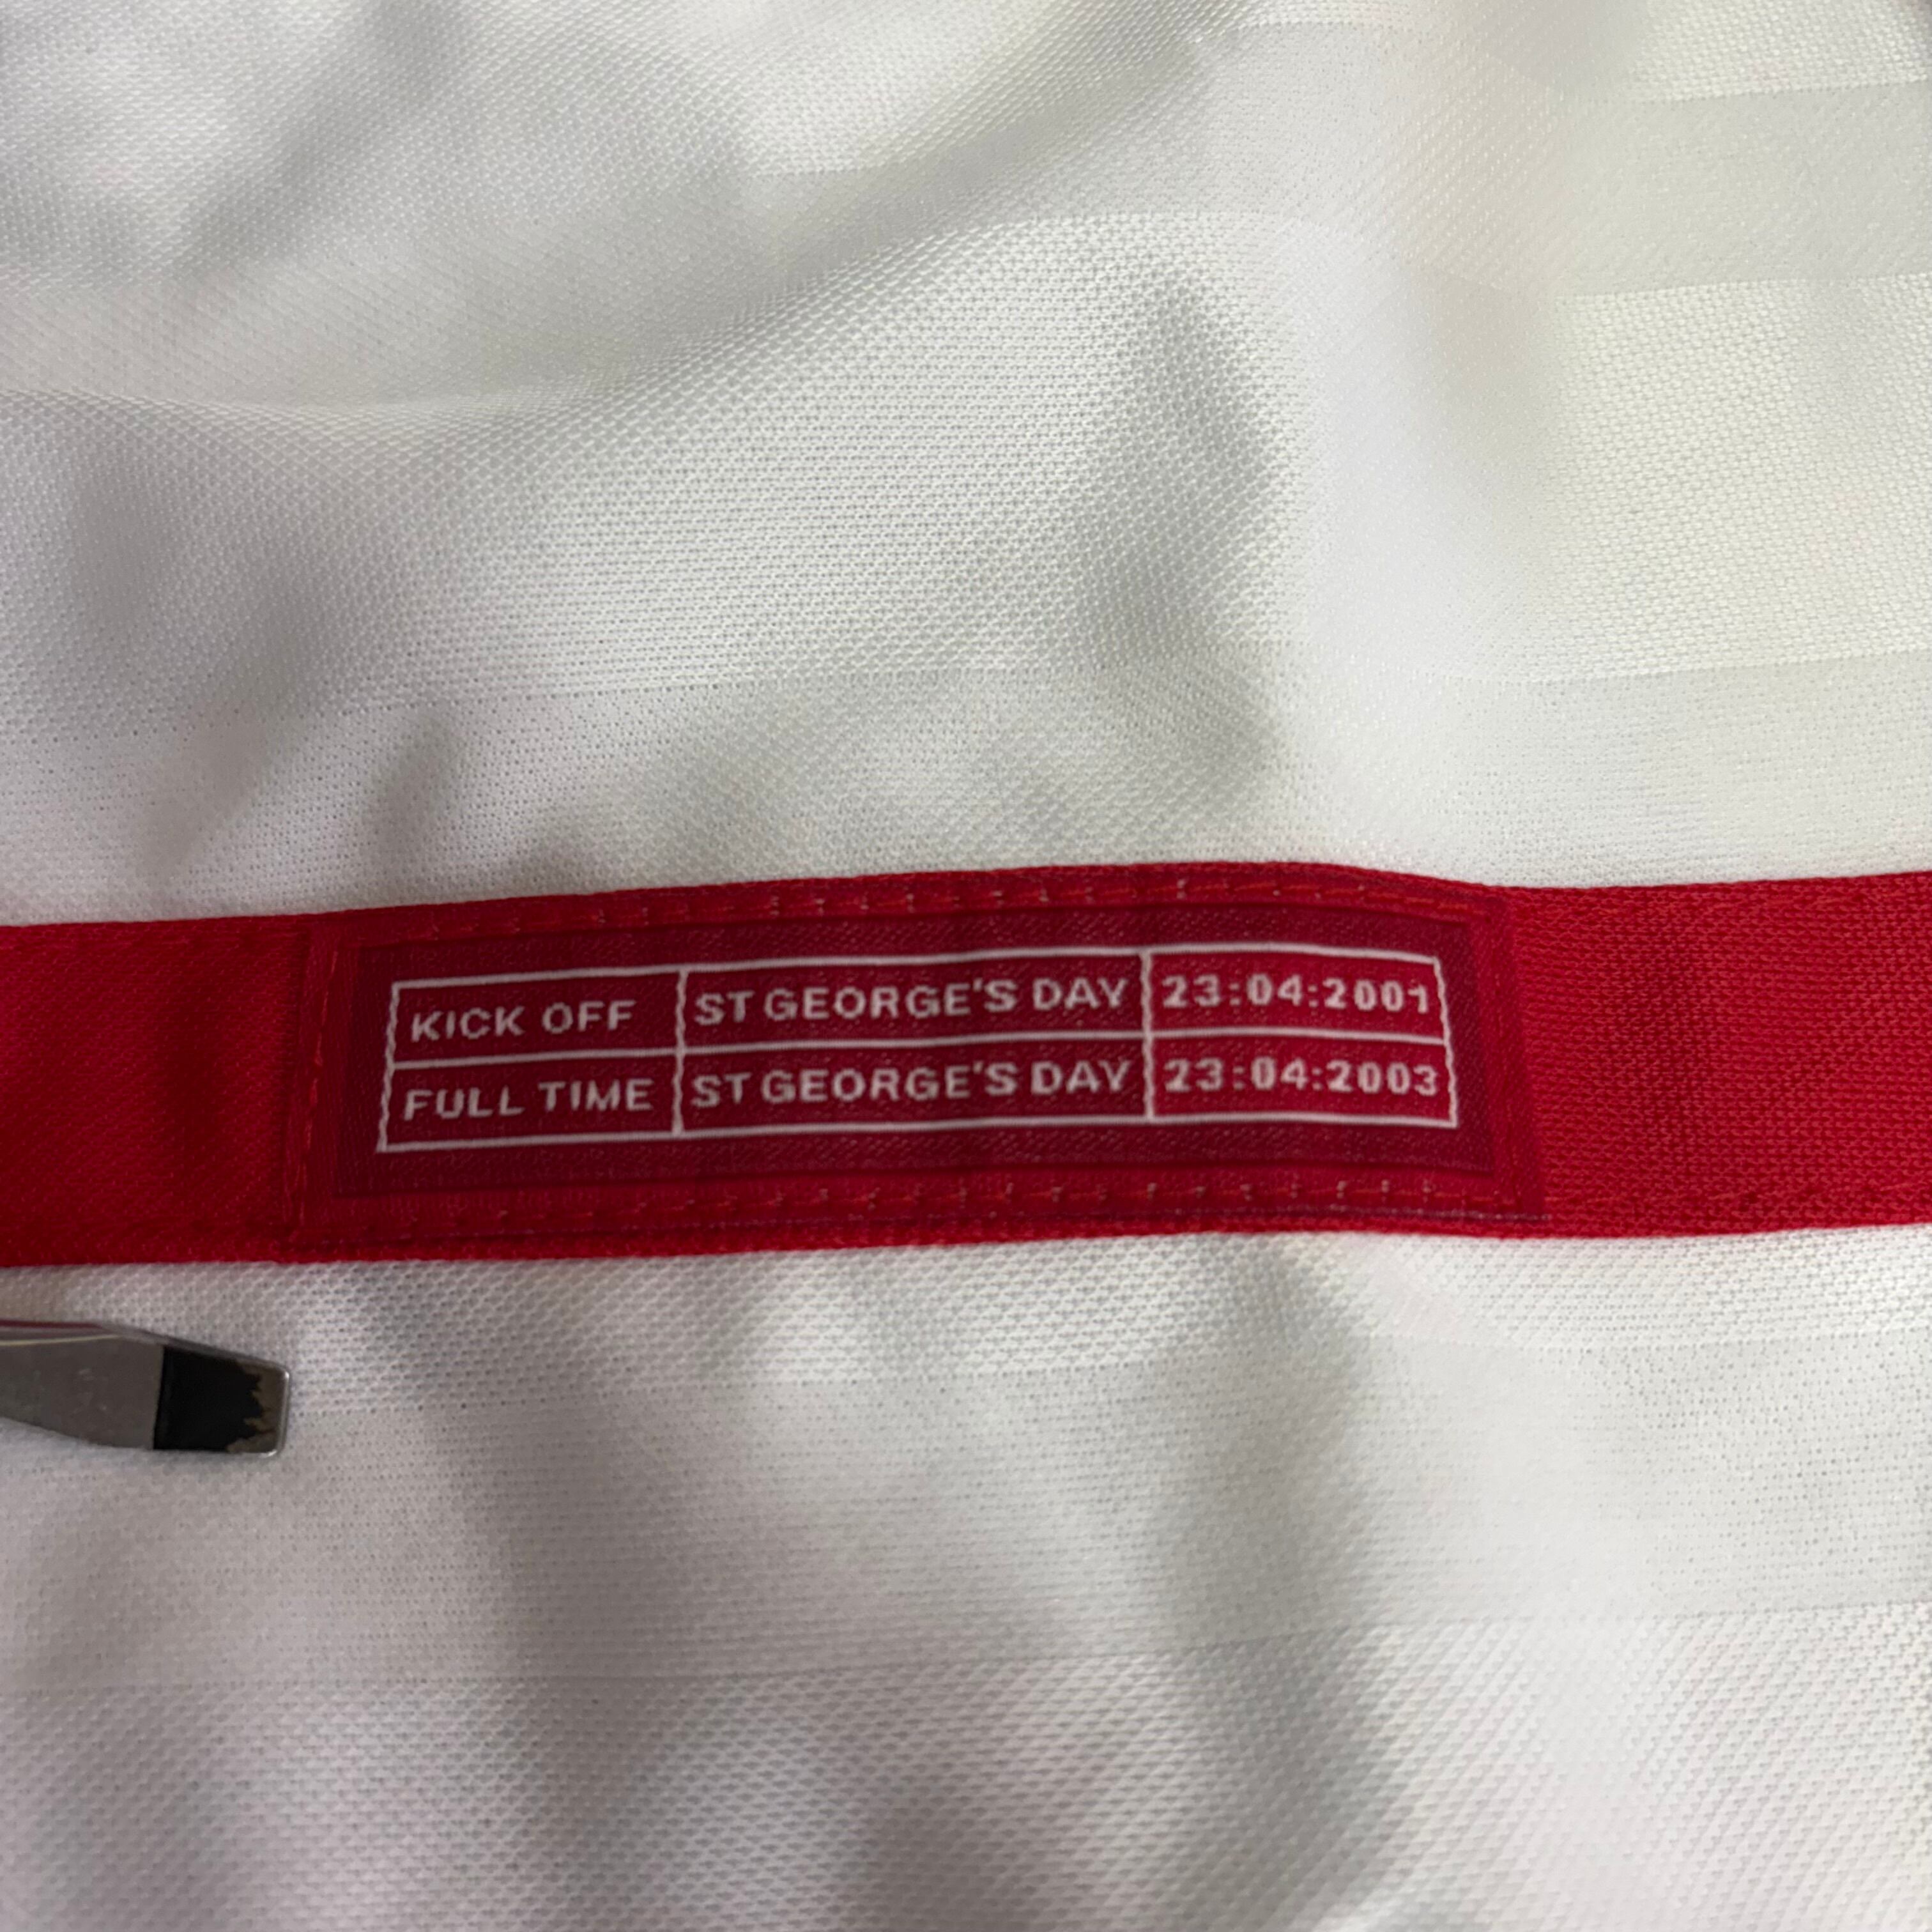 KICK OFF ST GEORGE'S DAY 23:04:2001
FULL TIME ST GEORGE'S DAY 23:04:2003